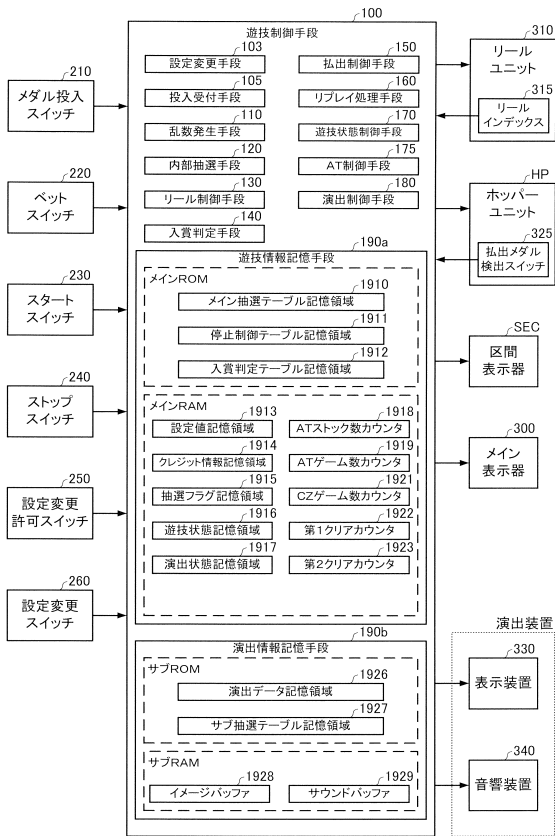 100
遊技制御手段
103
設定変更手段
105
投入受付手段
110
乱数発生手段
120
内部抽選手段
130
リール制御手段
140
入賞判定手段
150
払出制御手段
160
リプレイ処理手段
170
遊技状態制御手段
175
AT制御手段
180
演出制御手段
210
メダル投入
スイッチ
220
ベット
スイッチ
230
スタート
スイッチ
240
ストップ
スイッチ
250
設定変更
許可スイッチ
260
設定変更
スイッチ
190a
遊技情報記憶手段
メインROM
1910
メイン抽選テーブル記憶領域
1911
停止制御テーブル記憶領域
1912
入賞判定テーブル記憶領域
メインRAM
1913
設定値記憶領域
1914
クレジット情報記憶領域
1915
抽選フラグ記憶領域
1916
遊技状態記憶領域
1917
演出状態記憶領域
1918
ATストック数カウンタ
1919
ATゲーム数カウンタ
1921
CZゲーム数カウンタ
1922
第1クリアカウンタ
1923
第2クリアカウンタ
190b
演出情報記憶手段
サブROM
1926
演出データ記憶領域
1927
サブ抽選テーブル記憶領域
サブRAM
1928
イメージバッファ
1929
サウンドバッファ
310
リール
ユニット
315
リール
インデックス
HP
ホッパー
ユニット
325
払出メダル
検出スイッチ
SEC
区間
表示器
300
メイン
表示器
演出装置
330
表示装置
340
音響装置